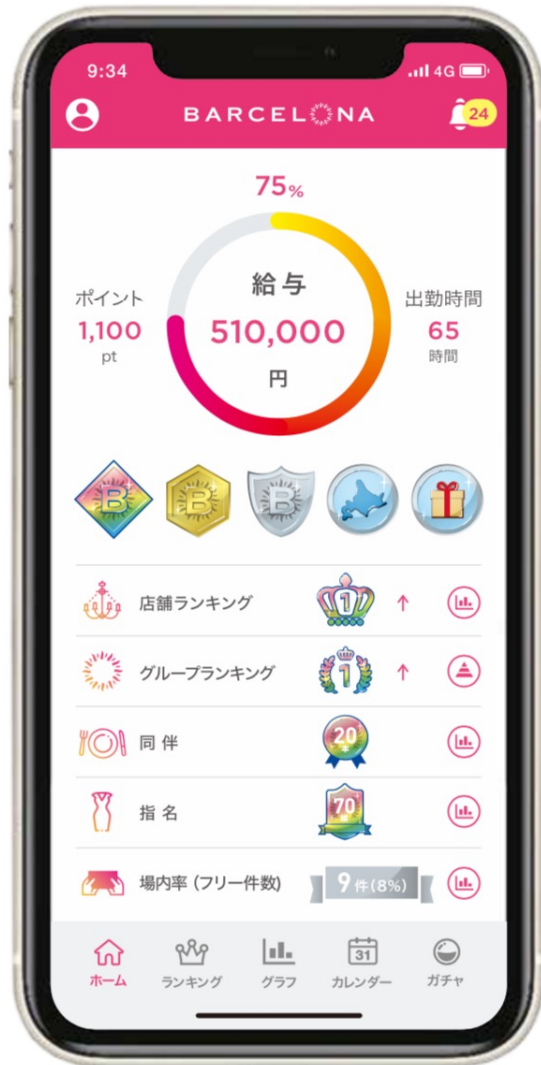 9:34
4G
BARCELONA
24
75%
ポイント
1,100
pt
給与
510,000
円
出勤時間
65
時間
B
B
B
店舗ランキング
1
↑
グループランキング
1
↑
同伴
20
指名
70
場内率 (フリー件数)
9件(8%)
ホーム
ランキング
グラフ
31
カレンダー
ガチャ